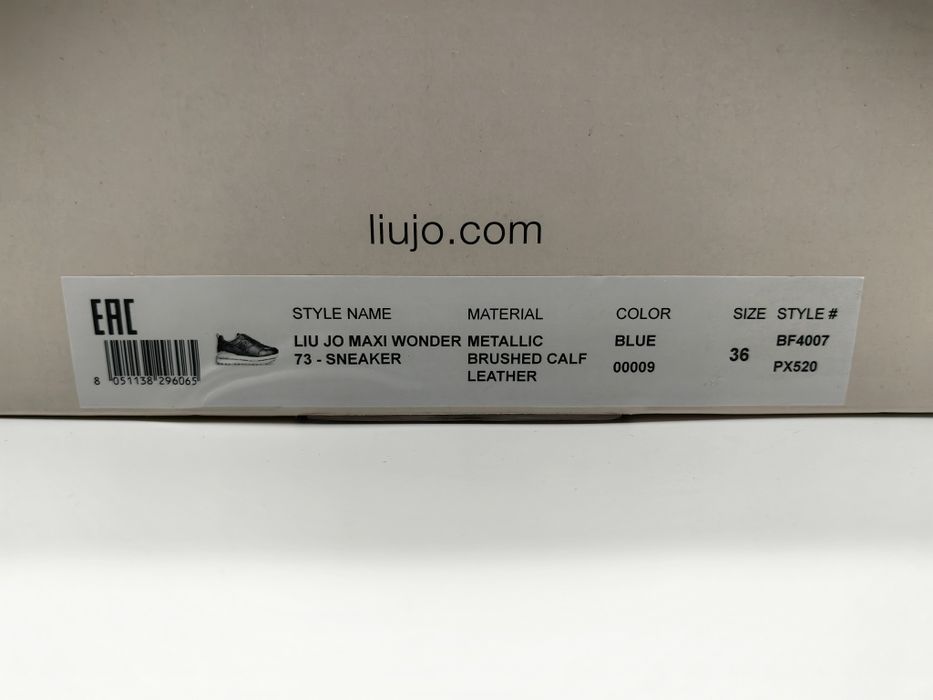 liujo.com
EAC
STYLE NAME MATERIAL COLOR SIZE STYLE #
LIU JO MAXI WONDER METALLIC BLUE BF4007
73 - SNEAKER BRUSHED CALF 00009 36 PX520
LEATHER
8 051138 296065